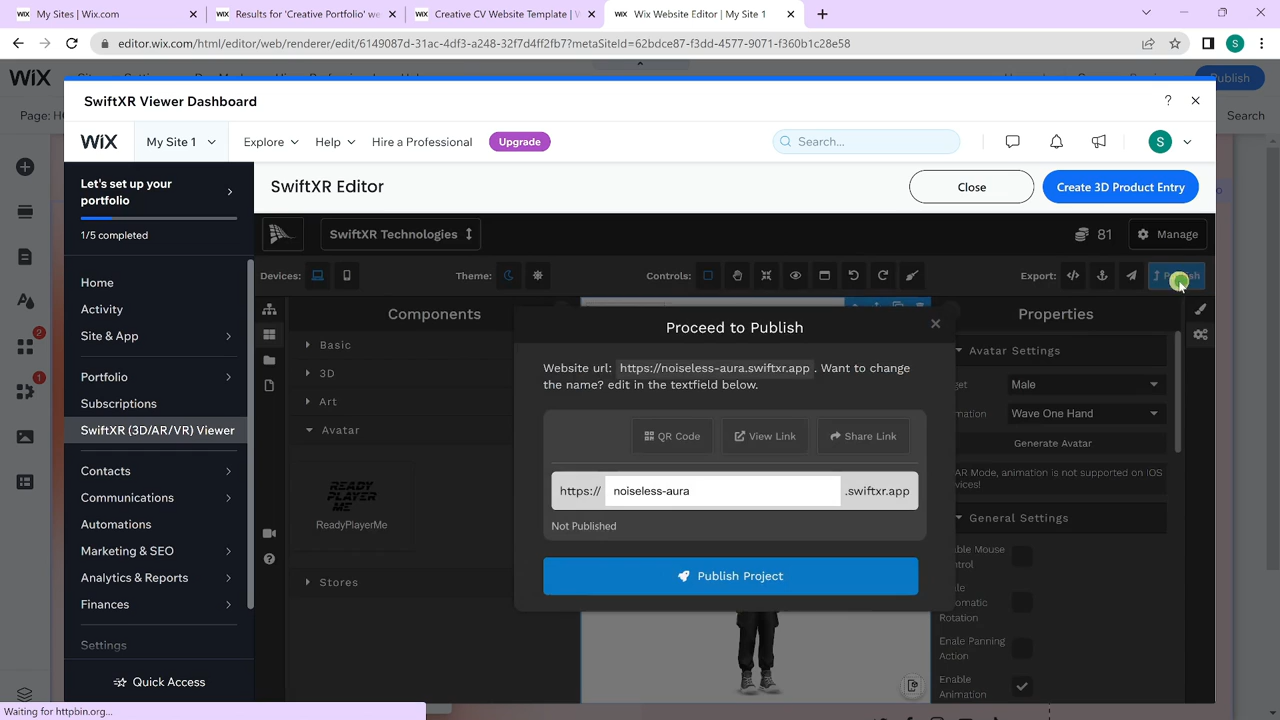 My Sites | Wix.com
Results for 'Creative Portfolio' we
Creative CV Website Template | W
Wix Website Editor | My Site 1
editor.wix.com/html/editor/web/renderer/edit/6149087d-31ac-4df3-a248-32f7d4f2fb7?metaSiteId=62bdce87-f3dd-4577-9071-f360b1c28e58
S
WiX
Publish
Page: H
Search
SwiftXR Viewer Dashboard
?
WiX
My Site 1
Explore
Help
Hire a Professional
Upgrade
Search...
S
Let's set up your
portfolio
1/5 completed
SwiftXR Editor
Close
Create 3D Product Entry
SwiftXR Technologies
81
Manage
Devices:
Theme:
Controls:
Export:
Publish
Home
Activity
Site & App
Portfolio
Subscriptions
SwiftXR (3D/AR/VR) Viewer
Contacts
Communications
Automations
Marketing & SEO
Analytics & Reports
Finances
Settings
Quick Access
2
1
Components
Basic
3D
Art
Avatar
READY
PLAYER
ME
ReadyPlayerMe
Stores
Proceed to Publish
Website url: https://noiseless-aura.swiftxr.app . Want to change
the name? edit in the textfield below.
QR Code
View Link
Share Link
https://
noiseless-aura
.swiftxr.app
Not Published
Publish Project
Properties
Avatar Settings
get
Male
mation
Wave One Hand
Generate Avatar
AR Mode, animation is not supported on IOS
vices!
General Settings
ble Mouse
ntrol
le
omatic
Rotation
Enale Panning
Action
Enable
Animation
Waiting for httpbin.org...